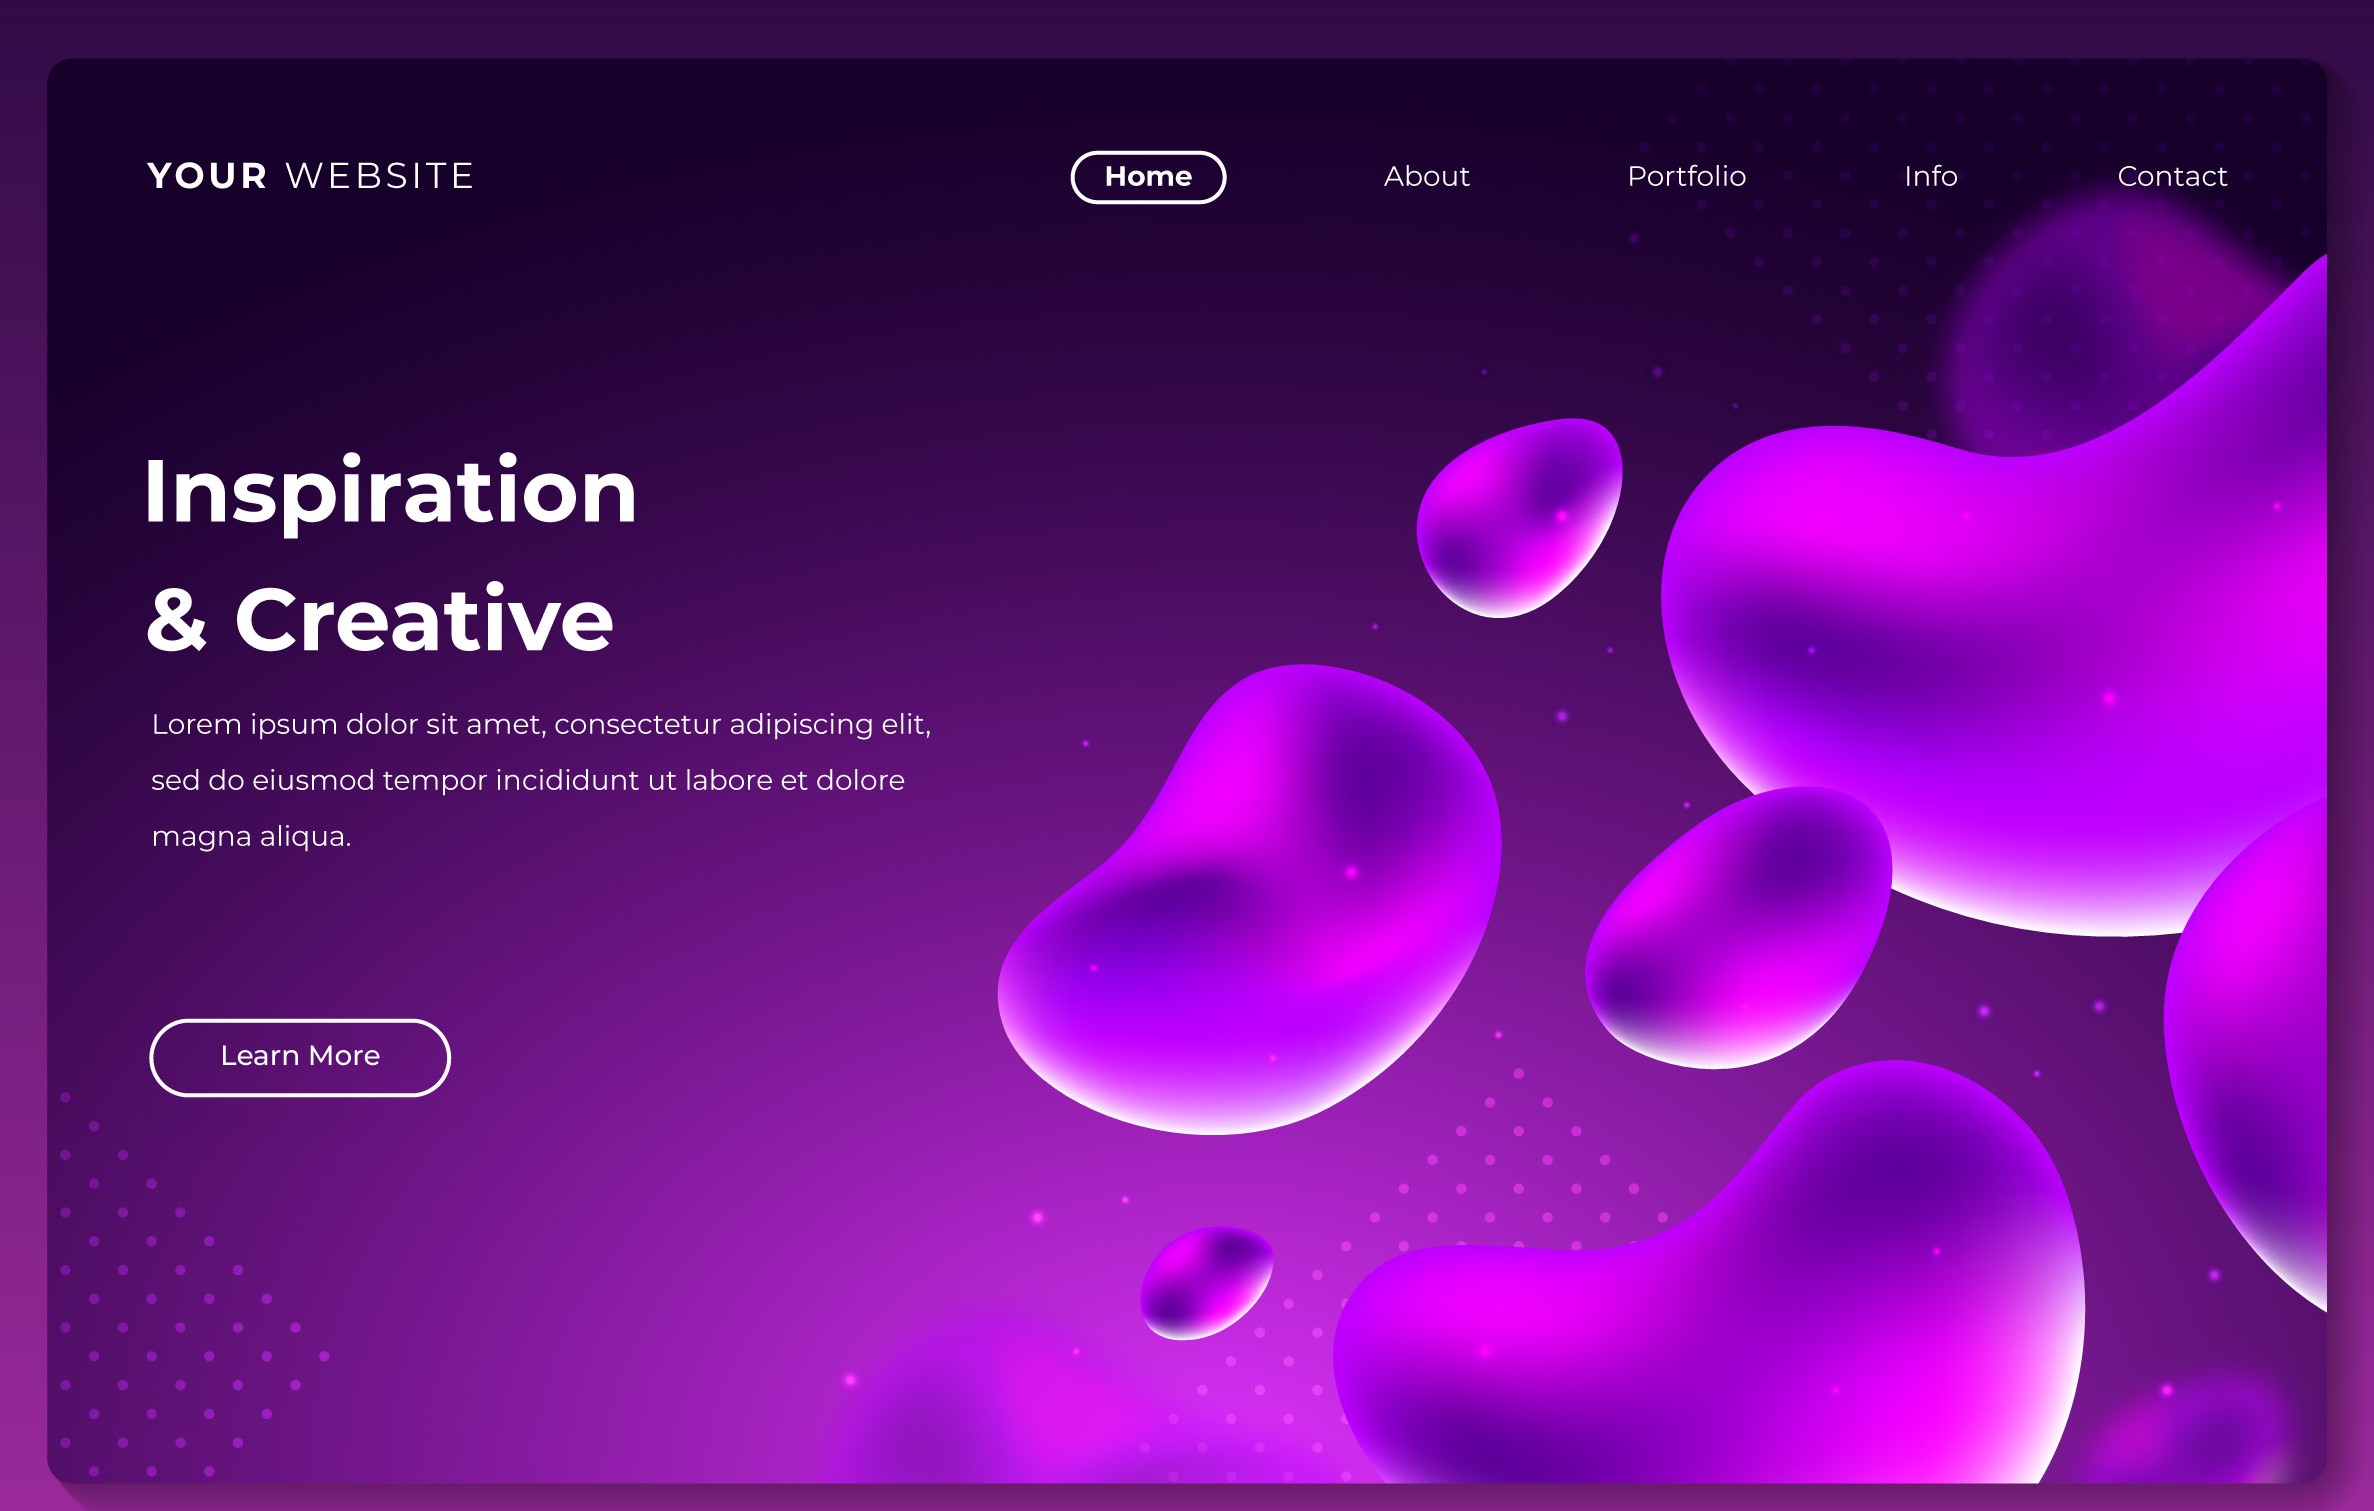 YOUR WEBSITE
Home About Portfolio Info Contact
Inspiration
& Creative
Lorem ipsum dolor sit amet, consectetur adipiscing elit,
sed do eiusmod tempor incididunt ut labore et dolore
magna aliqua.
Learn More